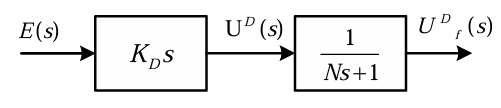 E(s)
K_D s
U^D(s)
1/(Ns+1)
U^D_f(s)